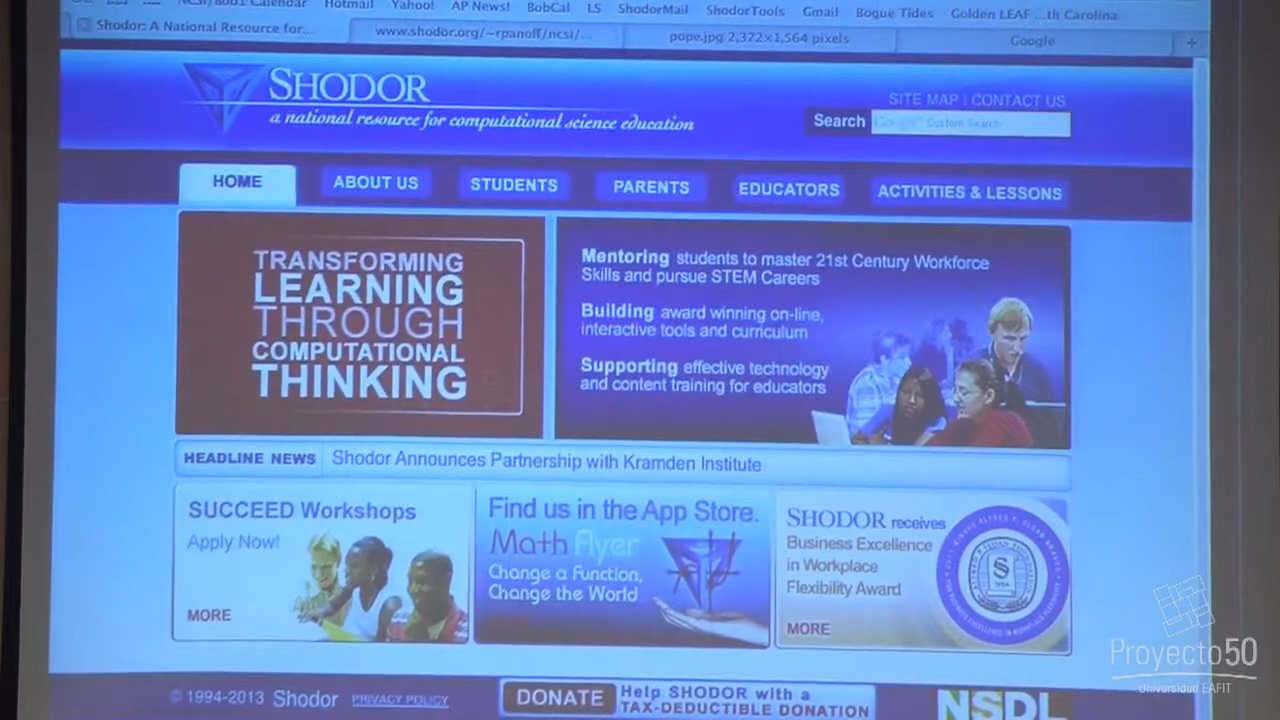 NCSI/Bob1 Calendar Hotmail Yahoo! AP News! BobCal LS ShodorMail ShodorTools Gmail Bogue Tides Golden LEAF ...th Carolina
Shodor: A National Resource for... www.shodor.org/~rpanoff/ncsi/... pope.jpg 2,322×1,564 pixels Google +
SHODOR
a national resource for computational science education
SITE MAP | CONTACT US
Search Google Custom Search
HOME ABOUT US STUDENTS PARENTS EDUCATORS ACTIVITIES & LESSONS
TRANSFORMING
LEARNING
THROUGH
COMPUTATIONAL
THINKING
Mentoring students to master 21st Century Workforce
Skills and pursue STEM Careers
Building award winning on-line,
interactive tools and curriculum
Supporting effective technology
and content training for educators
HEADLINE NEWS Shodor Announces Partnership with Kramden Institute
SUCCEED Workshops
Apply Now!
MORE
Find us in the App Store.
Math Flyer
Change a Function,
Change the World
SHODOR receives
Business Excellence
in Workplace
Flexibility Award
MORE
© 1994-2013 Shodor PRIVACY POLICY
DONATE Help SHODOR with a
TAX-DEDUCTIBLE DONATION
NSDL
Proyecto50
Universidad EAFIT